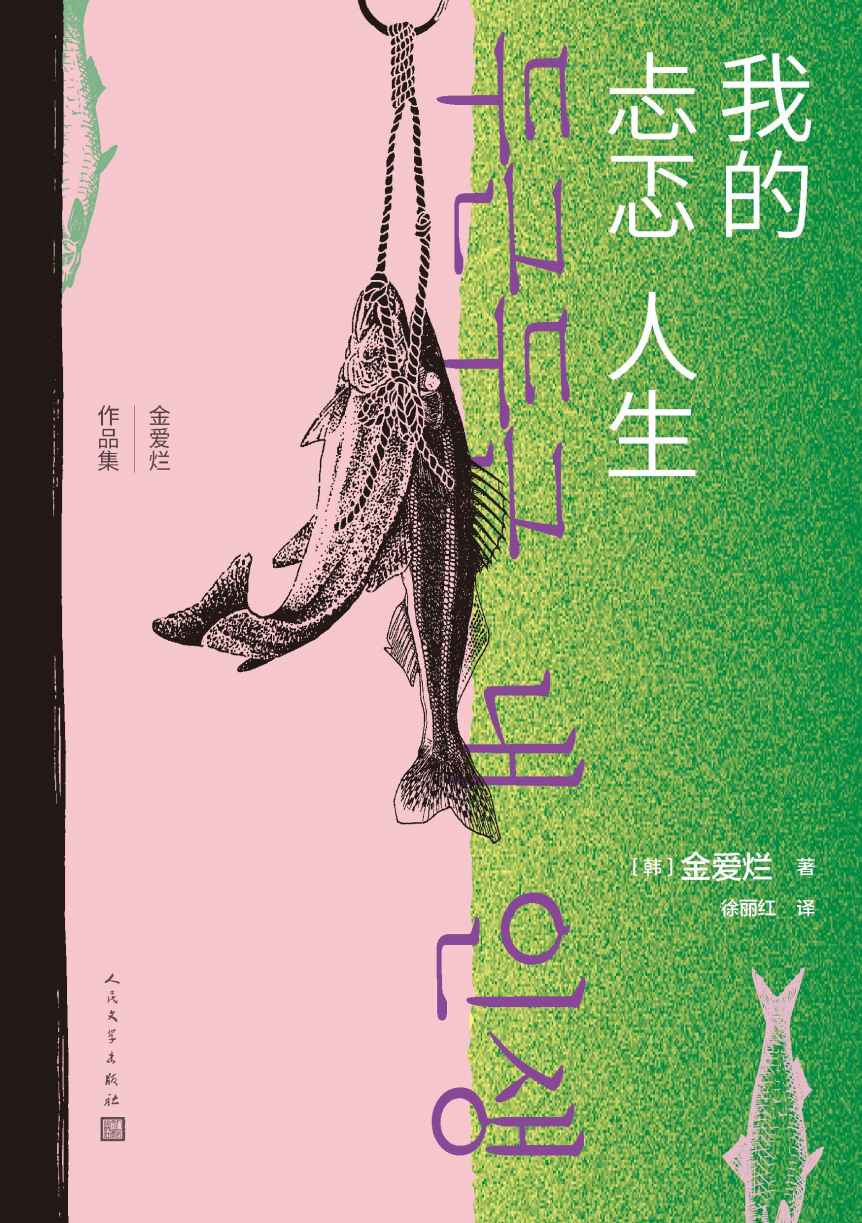 我的
忐忑 人生
두근두근 내 인생
金爱烂
作品集
[韩]金爱烂 著
徐丽红 译
人民文学出版社